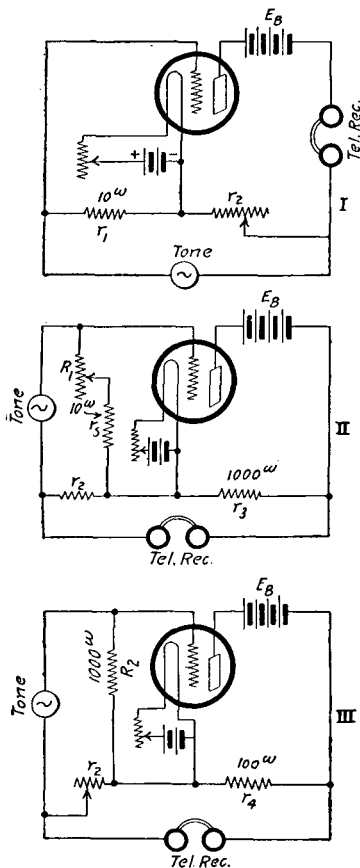 E_B
Tel. Rec.
+ -
10^ω
r_1
r_2
I
Tone
E_B
Tone
R_1
10^ω
r_5
II
r_2
1000^ω
r_3
Tel. Rec.
E_B
Tone
1000^ω
R_2
III
r_2
100^ω
r_4
Tel. Rec.